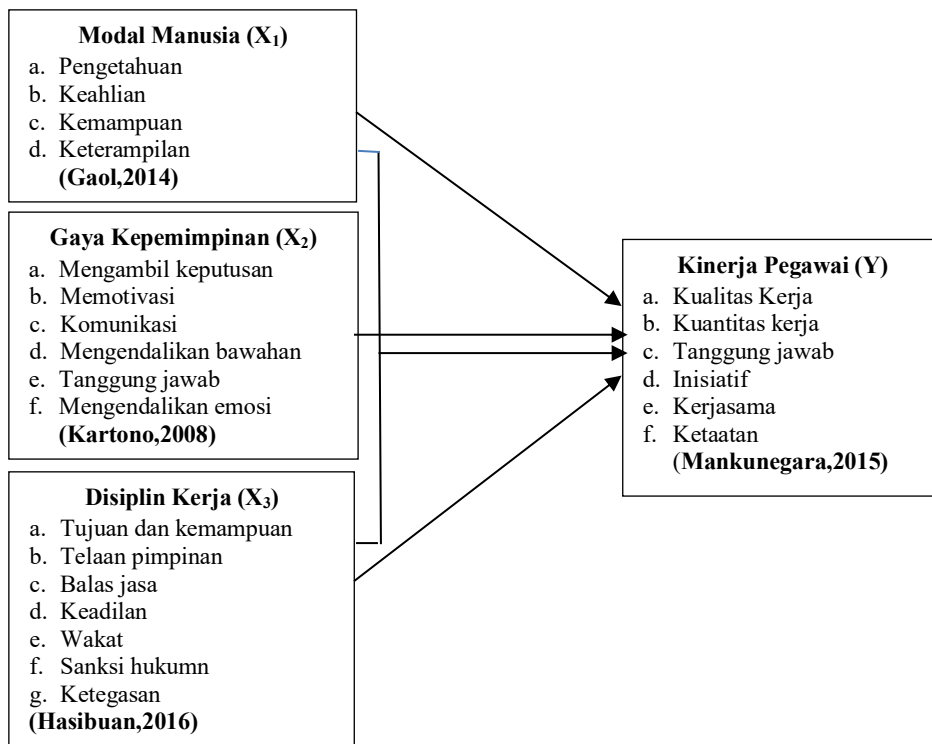 Modal Manusia (X₁)
a. Pengetahuan
b. Keahlian
c. Kemampuan
d. Keterampilan
(Gaol,2014)
Gaya Kepemimpinan (X₂)
a. Mengambil keputusan
b. Memotivasi
c. Komunikasi
d. Mengendalikan bawahan
e. Tanggung jawab
f. Mengendalikan emosi
(Kartono,2008)
Disiplin Kerja (X₃)
a. Tujuan dan kemampuan
b. Telaan pimpinan
c. Balas jasa
d. Keadilan
e. Wakat
f. Sanksi hukumn
g. Ketegasan
(Hasibuan,2016)
Kinerja Pegawai (Y)
a. Kualitas Kerja
b. Kuantitas kerja
c. Tanggung jawab
d. Inisiatif
e. Kerjasama
f. Ketaatan
(Mankunegara,2015)